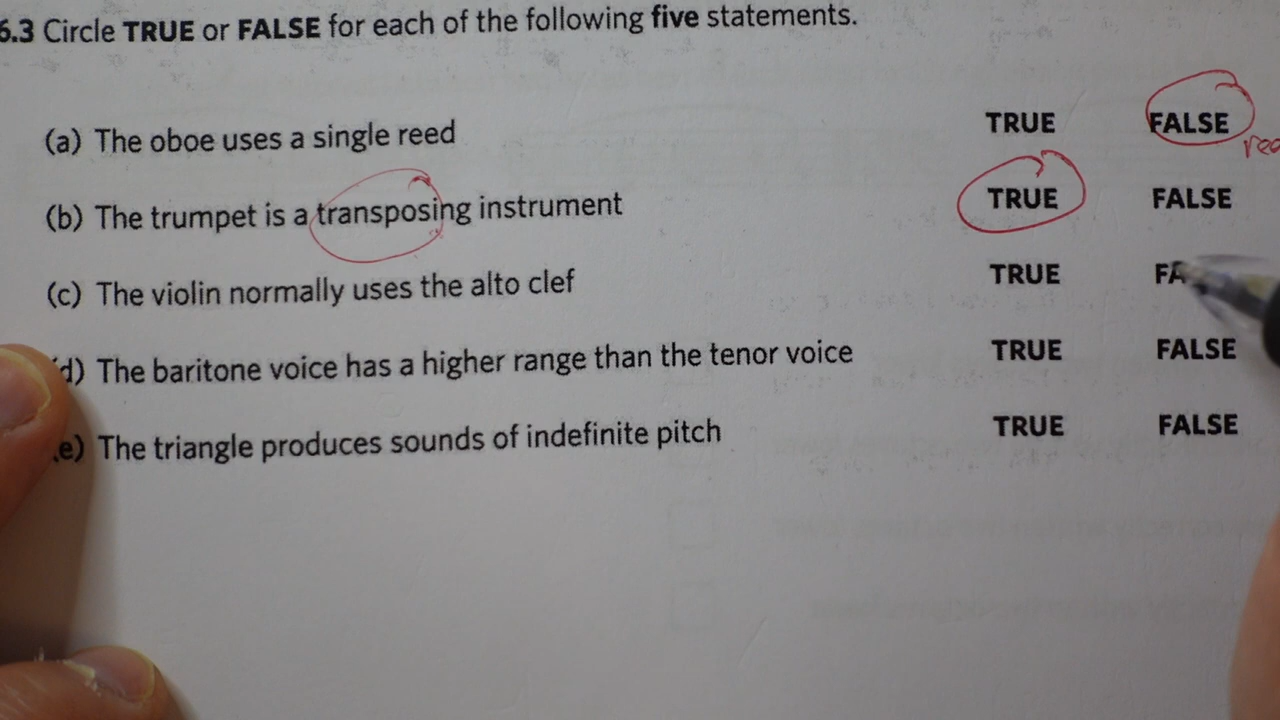 6.3 Circle TRUE or FALSE for each of the following five statements.
(a) The oboe uses a single reed TRUE FALSE
(b) The trumpet is a transposing instrument TRUE FALSE
(c) The violin normally uses the alto clef TRUE
(d) The baritone voice has a higher range than the tenor voice TRUE FALSE
(e) The triangle produces sounds of indefinite pitch TRUE FALSE